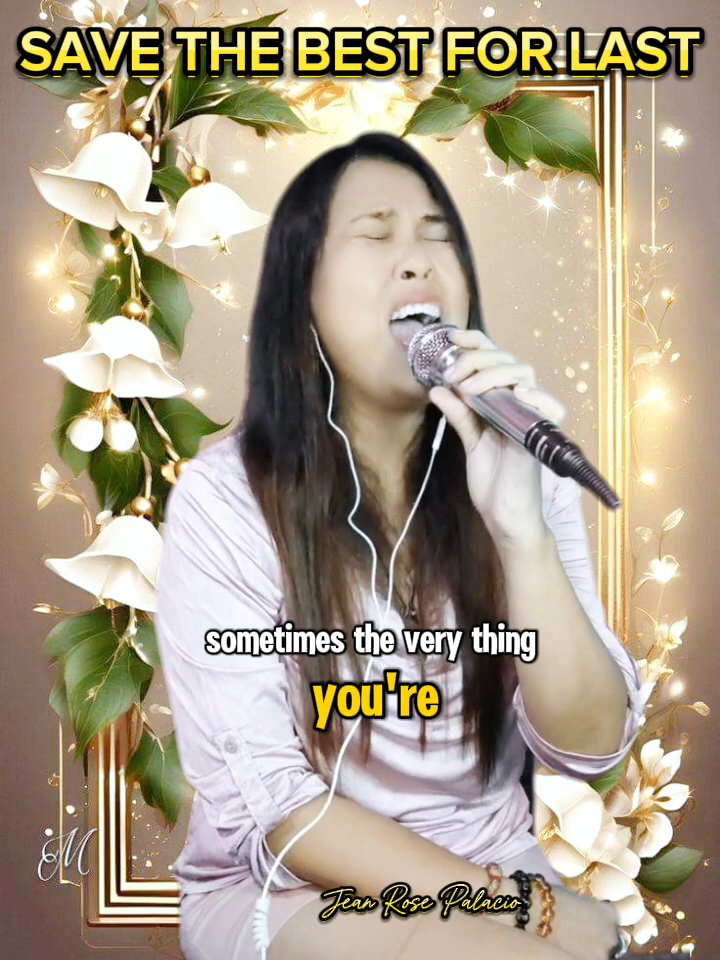 SAVE THE BEST FOR LAST
sometimes the very thing
you're
M
Jean Rose Palacio